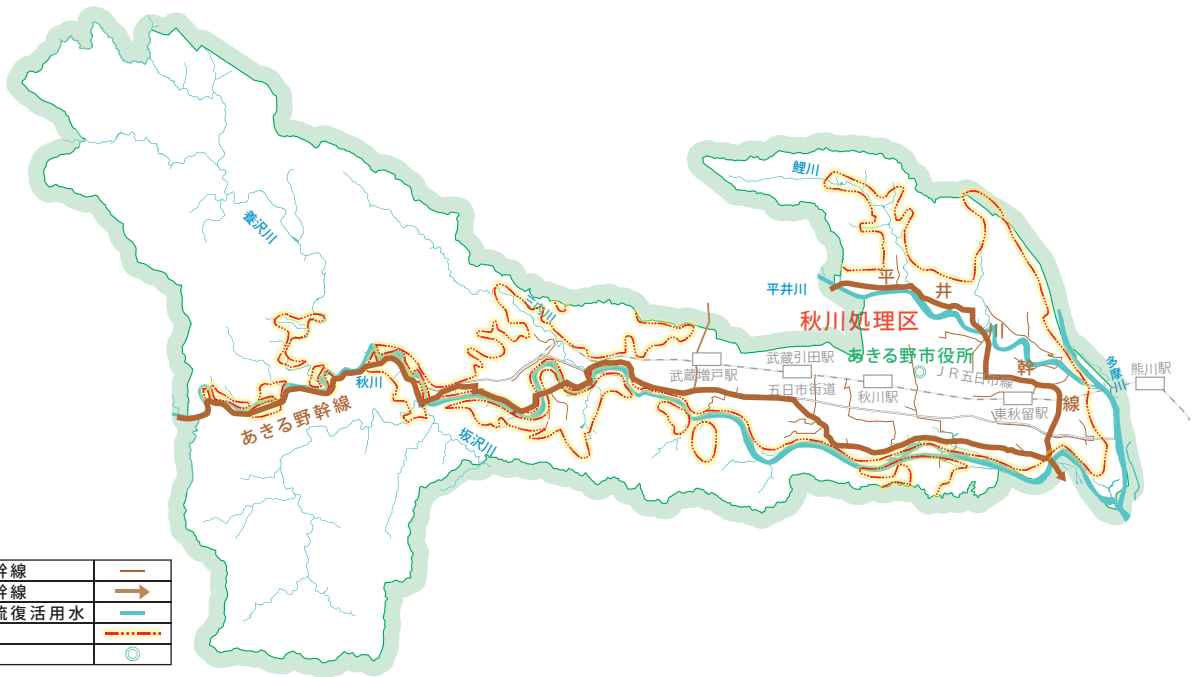 鯉川
養沢川
平
平井川
井
三内川
秋川処理区
川
あきる野市役所
武蔵引田駅
多摩川
熊川駅
幹
JR五日市線
武蔵増戸駅
秋川
五日市街道
秋川駅
線
東秋留駅
あきる野幹線
坂沢川
幹線
幹線
流復活用水